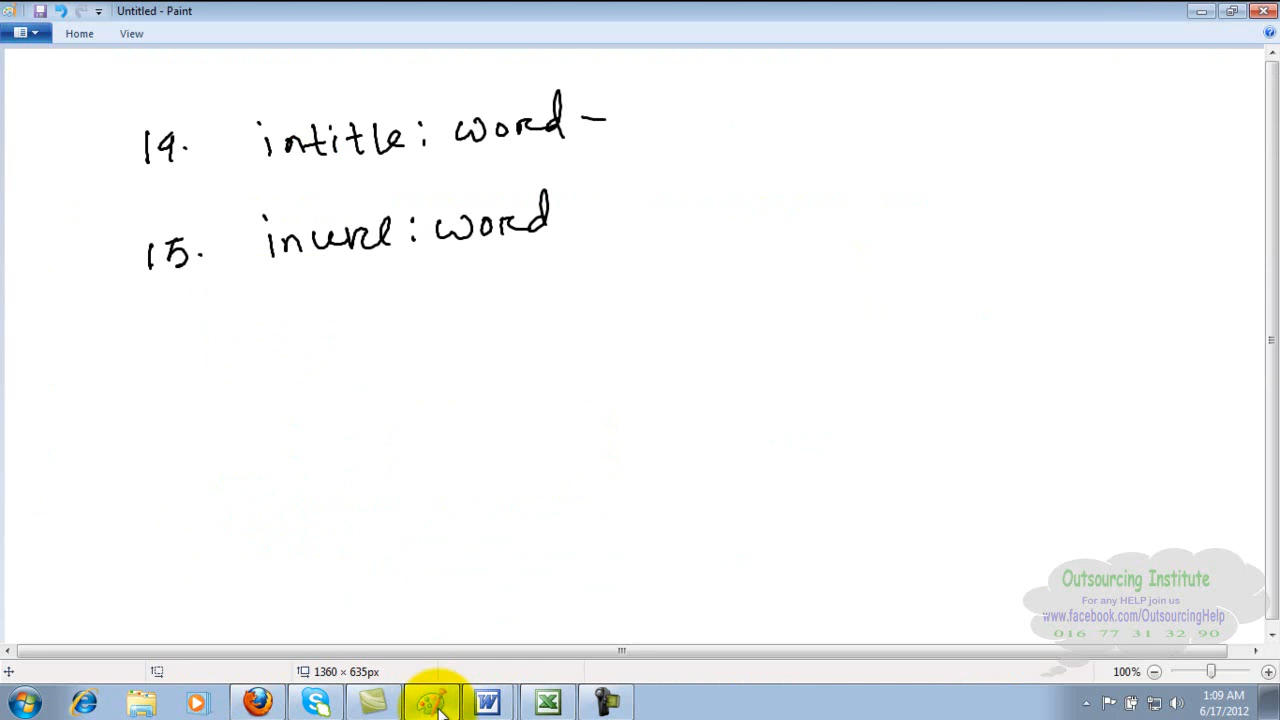 Untitled - Paint
Home View
14. intitle: word -
15. inurl: word
Outsourcing Institute
For any HELP join us
www.facebook.com/OutsourcingHelp
016 77 31 32 90
1360 × 635px
100%
1:09 AM
6/17/2012